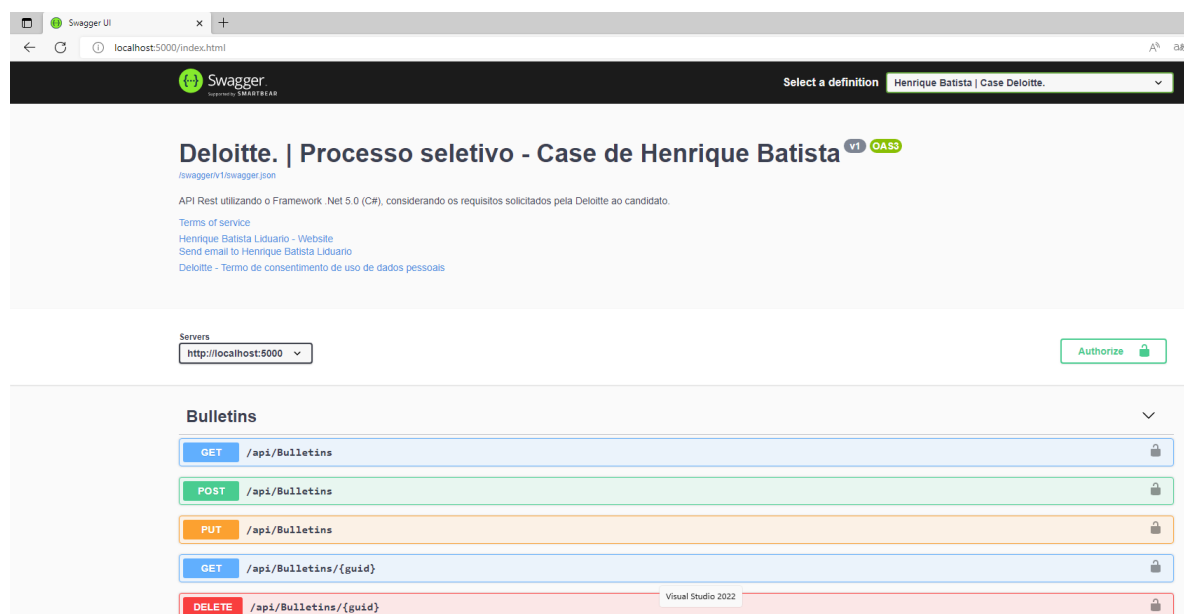 Swagger UI
localhost:5000/index.html
Swagger
Supported by SMARTBEAR
Select a definition
Henrique Batista | Case Deloitte.
Deloitte. | Processo seletivo - Case de Henrique Batista v1 OAS3
/swagger/v1/swagger.json
API Rest utilizando o Framework .Net 5.0 (C#), considerando os requisitos solicitados pela Deloitte ao candidato.
Terms of service
Henrique Batista Liduario - Website
Send email to Henrique Batista Liduario
Deloitte - Termo de consentimento de uso de dados pessoais
Servers
http://localhost:5000
Authorize
Bulletins
GET /api/Bulletins
POST /api/Bulletins
PUT /api/Bulletins
GET /api/Bulletins/{guid}
Visual Studio 2022
DELETE /api/Bulletins/{guid}